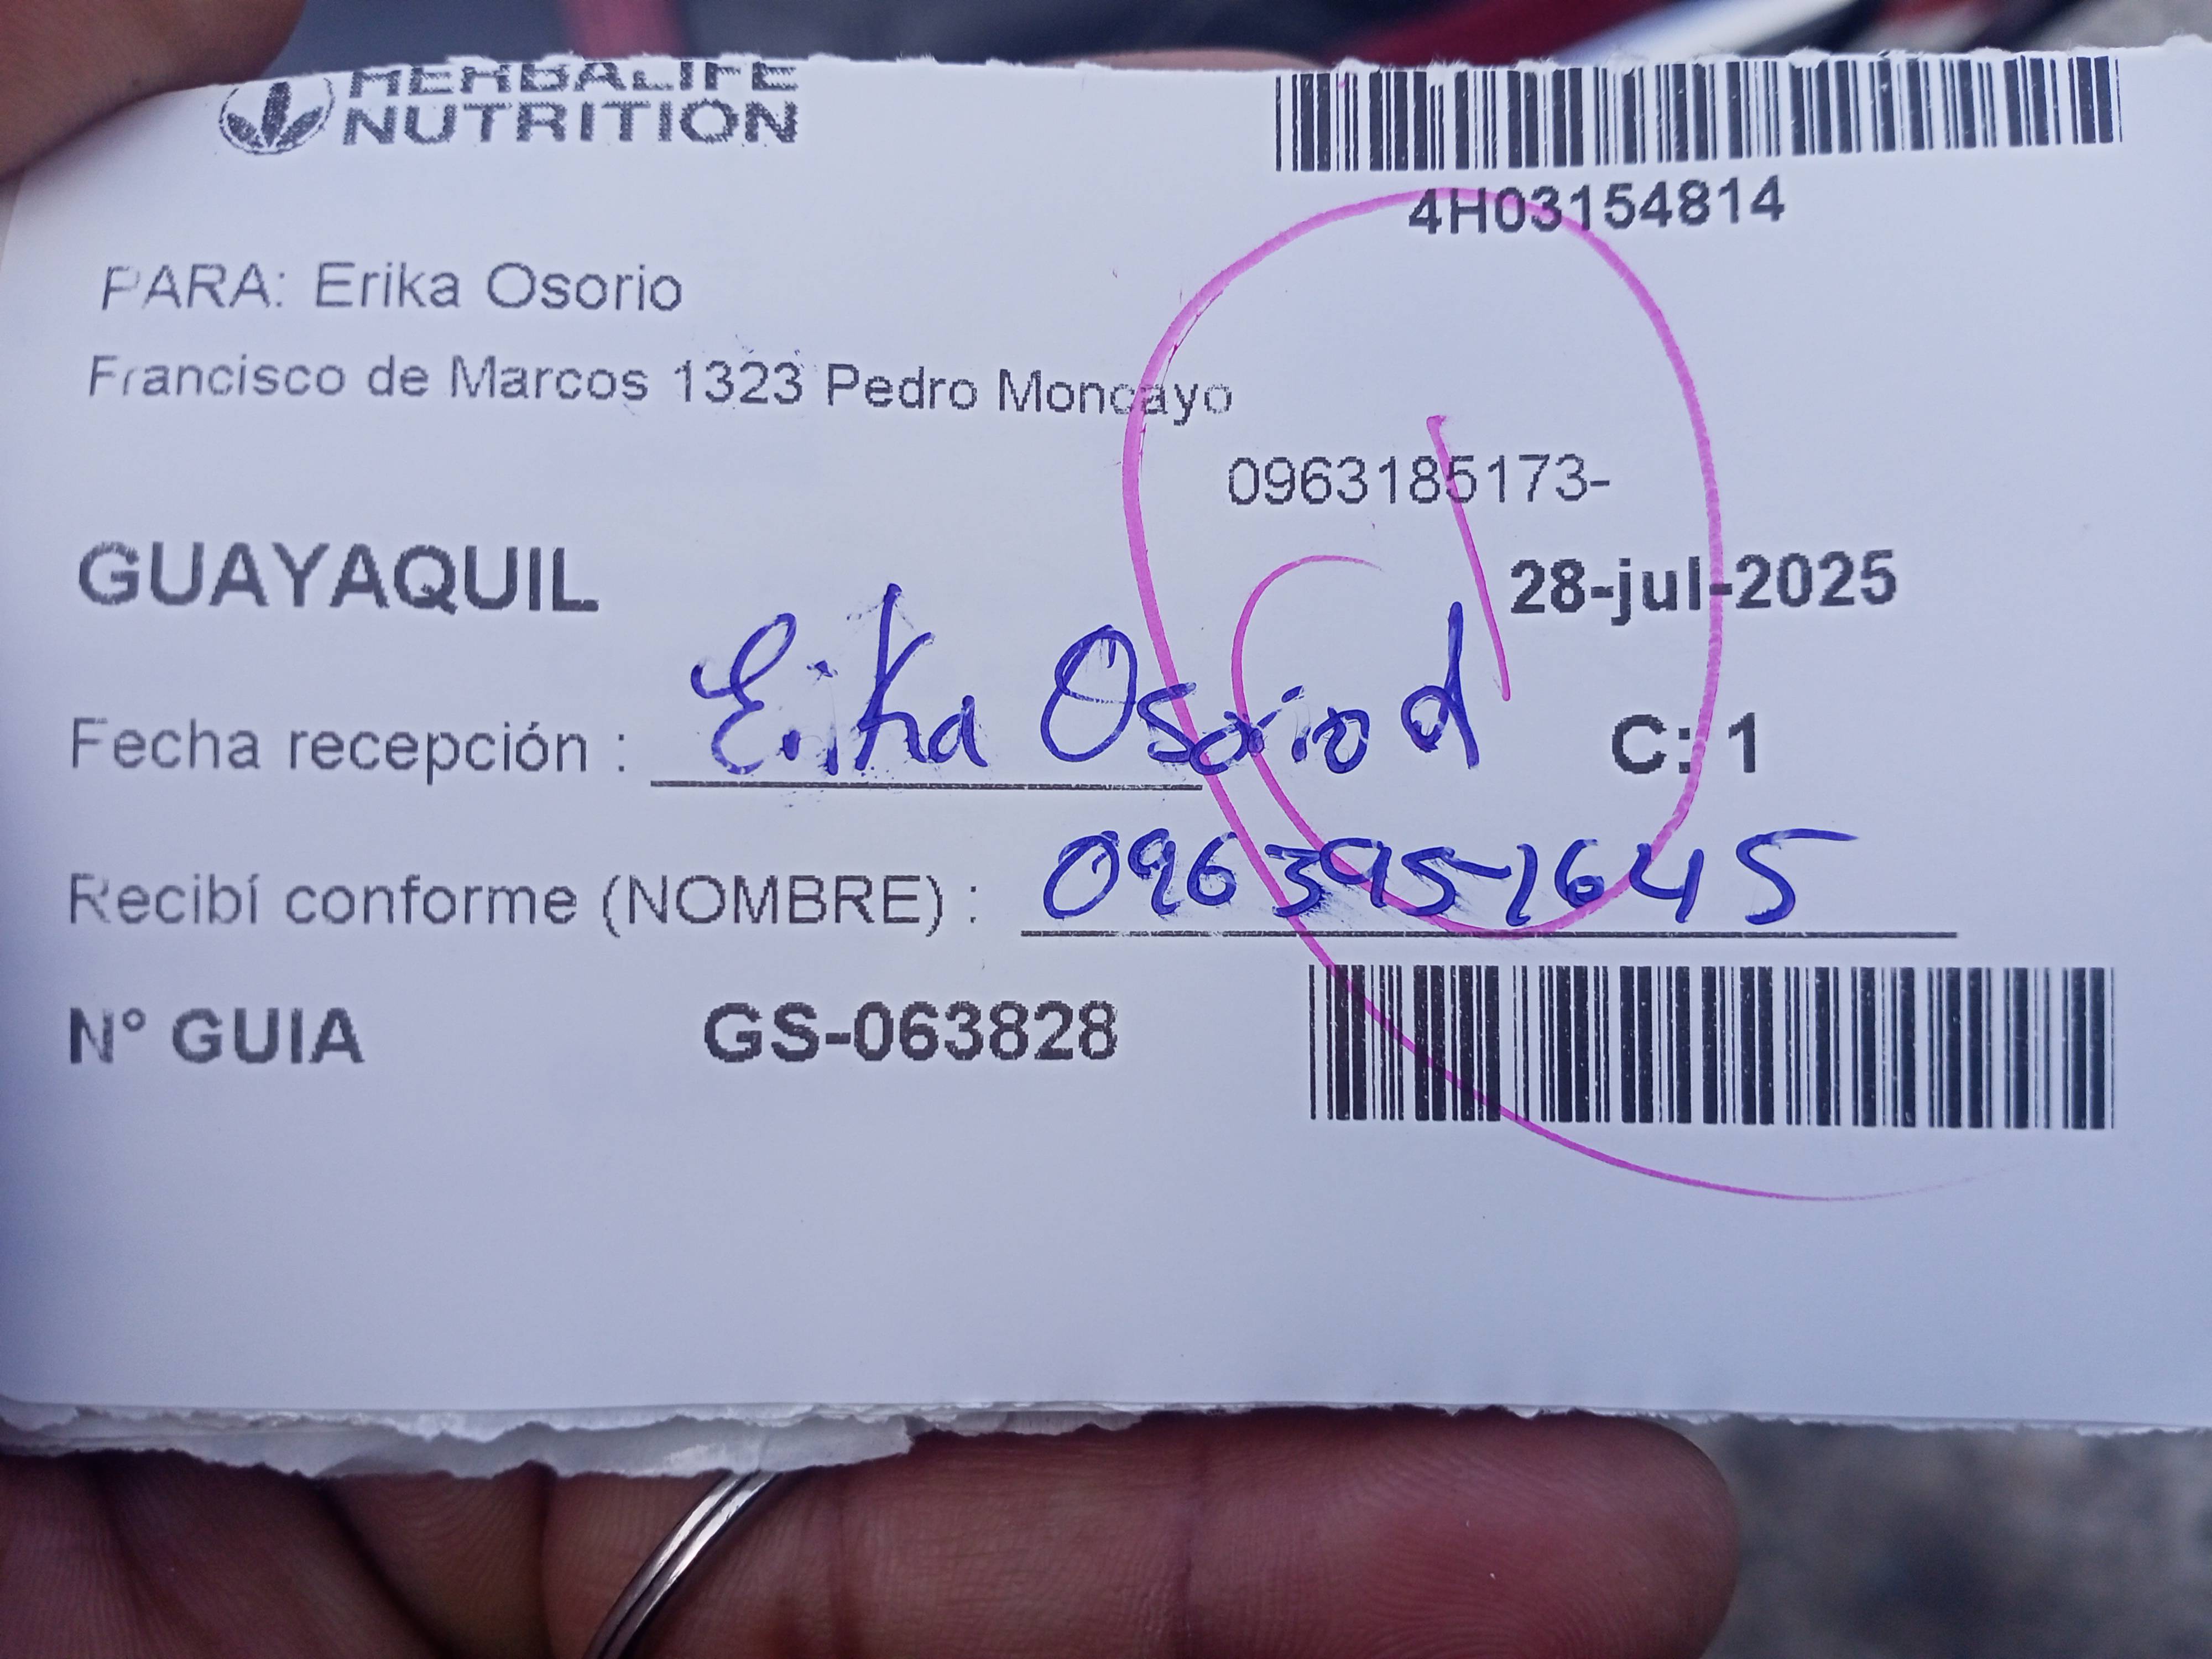 HERBALIFE
NUTRITION
4H03154814
PARA: Erika Osorio
Francisco de Marcos 1323 Pedro Moncayo
0963185173-
GUAYAQUIL
28-jul-2025
Fecha recepción : Erika Osorio d
C: 1
Recibí conforme (NOMBRE) : 0963951645
N° GUIA GS-063828